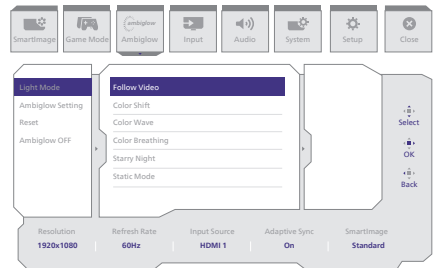 SmartImage
Game Mode
ambiglow
Ambiglow
Input
Audio
System
Setup
Close
Light Mode
Ambiglow Setting
Reset
Ambiglow OFF
Follow Video
Color Shift
Color Wave
Color Breathing
Starry Night
Static Mode
Select
OK
Back
Resolution
Refresh Rate
Input Source
Adaptive Sync
SmartImage
1920x1080
60Hz
HDMI 1
On
Standard